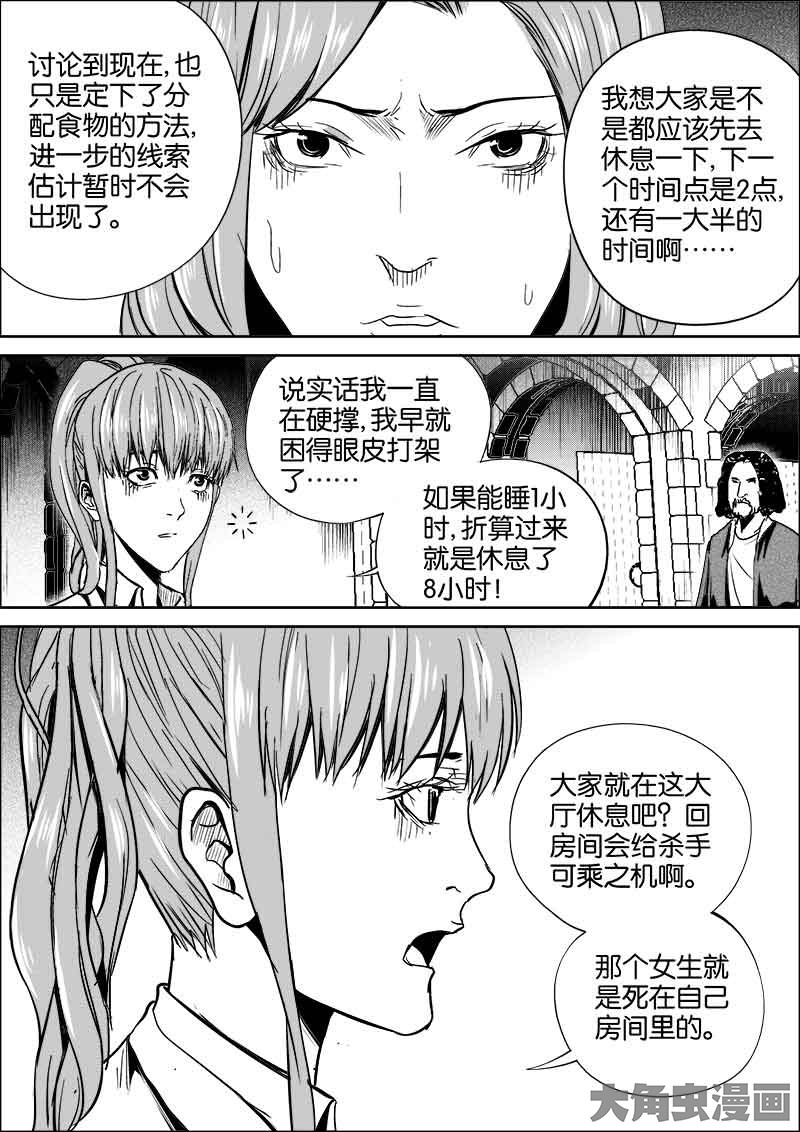 讨论到现在,也
只是定下了分
配食物的方法,
进一步的线索
估计暂时不会
出现了。
我想大家是不
是都应该先去
休息一下,下一
个时间点是2点,
还有一大半的
时间啊……
说实话我一直
在硬撑,我早就
困得眼皮打架
了……
如果能睡1小
时,折算过来
就是休息了
8小时!
大家就在这大
厅休息吧?回
房间会给杀手
可乘之机啊。
那个女生就
是死在自己
房间里的。
大角虫漫画